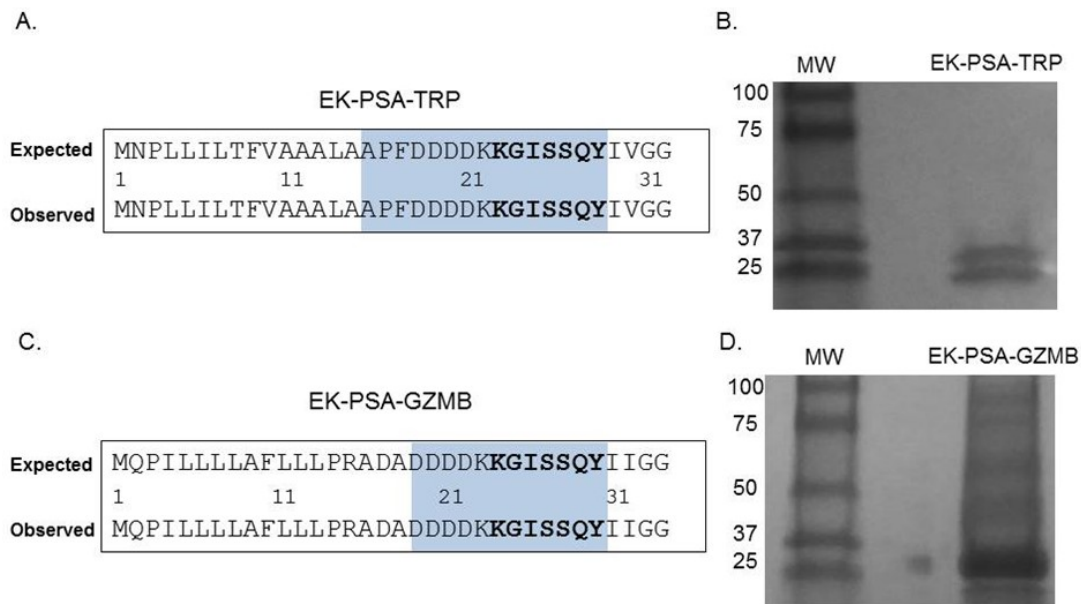 A.
EK-PSA-TRP
Expected MNPLLILTFVAAALAAPFDDDDKKGISSQYIVGG
1 11 21 31
Observed MNPLLILTFVAAALAAPFDDDDKKGISSQYIVGG
B.
MW EK-PSA-TRP
100
75
50
37
25
C.
EK-PSA-GZMB
Expected MQPILLLLAFLLLPRADADDDDKKGISSQYIIGG
1 11 21 31
Observed MQPILLLLAFLLLPRADADDDDKKGISSQYIIGG
D.
MW EK-PSA-GZMB
100
75
50
37
25